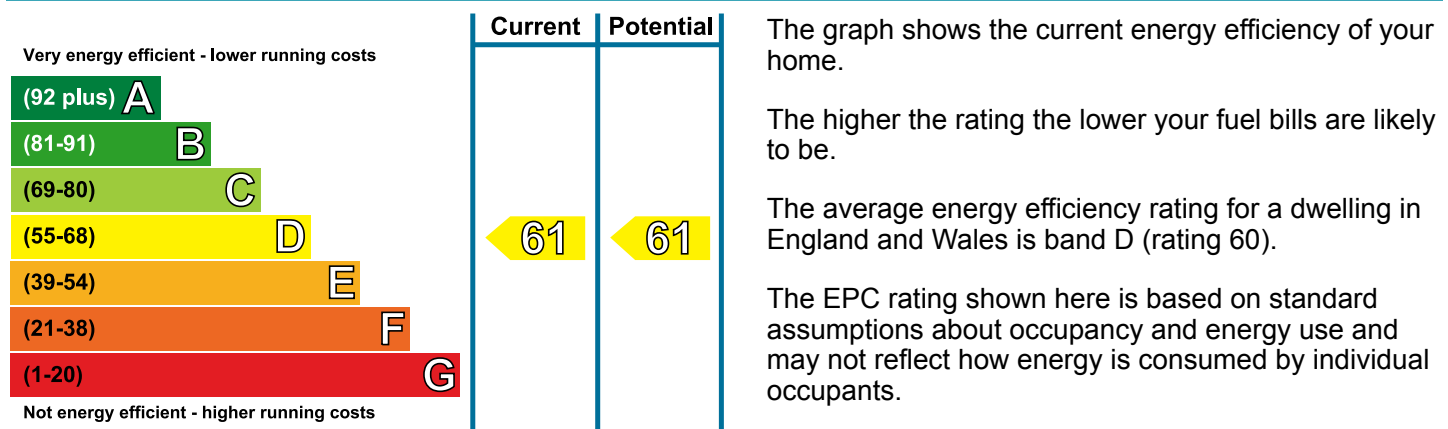 Current Potential
Very energy efficient - lower running costs
(92 plus) A
(81-91) B
(69-80) C
(55-68) D 61 61
(39-54) E
(21-38) F
(1-20) G
Not energy efficient - higher running costs
The graph shows the current energy efficiency of your
home.
The higher the rating the lower your fuel bills are likely
to be.
The average energy efficiency rating for a dwelling in
England and Wales is band D (rating 60).
The EPC rating shown here is based on standard
assumptions about occupancy and energy use and
may not reflect how energy is consumed by individual
occupants.